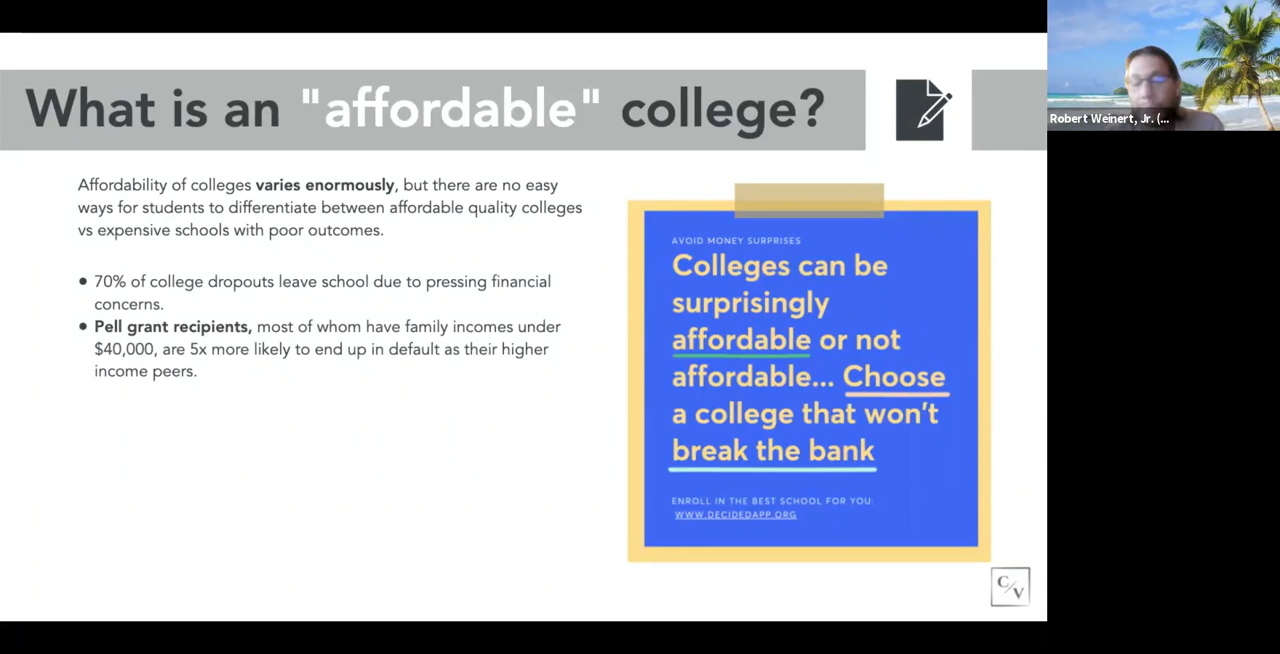 What is an "affordable" college?
Affordability of colleges varies enormously, but there are no easy
ways for students to differentiate between affordable quality colleges
vs expensive schools with poor outcomes.
● 70% of college dropouts leave school due to pressing financial
concerns.
● Pell grant recipients, most of whom have family incomes under
$40,000, are 5x more likely to end up in default as their higher
income peers.
AVOID MONEY SURPRISES
Colleges can be
surprisingly
affordable or not
affordable... Choose
a college that won't
break the bank
ENROLL IN THE BEST SCHOOL FOR YOU:
WWW.DECIDEDAPP.ORG
C/V
Robert Weinert, Jr. (...